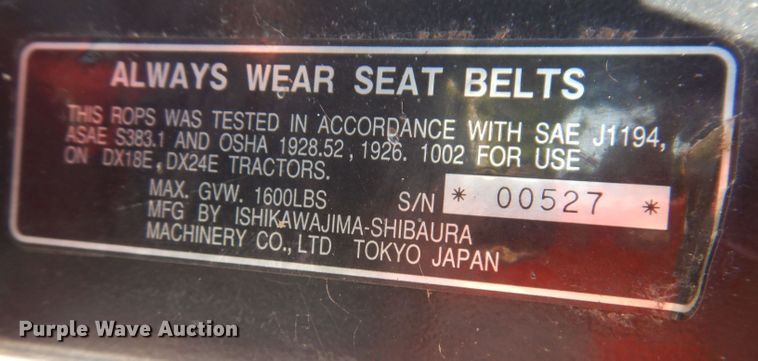 ALWAYS WEAR SEAT BELTS
THIS ROPS WAS TESTED IN ACCORDANCE WITH SAE J1194,
ASAE S383.1 AND OSHA 1928.52, 1926. 1002 FOR USE
ON DX18E, DX24E TRACTORS.
MAX. GVW. 1600LBS S/N * 00527 *
MFG BY ISHIKAWAJIMA-SHIBAURA
MACHINERY CO., LTD TOKYO JAPAN
Purple Wave Auction